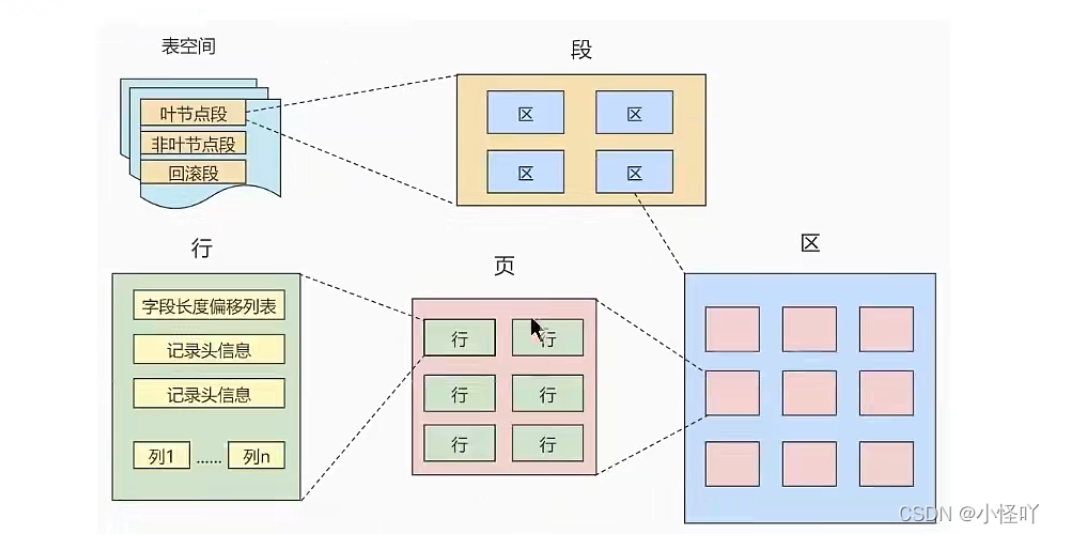 表空间
段
叶节点段
非叶节点段
回滚段
区
区
区
区
行
页
区
字段长度偏移列表
记录头信息
记录头信息
列1 ...... 列n
行
行
行
行
行
行
CSDN @小怪吖